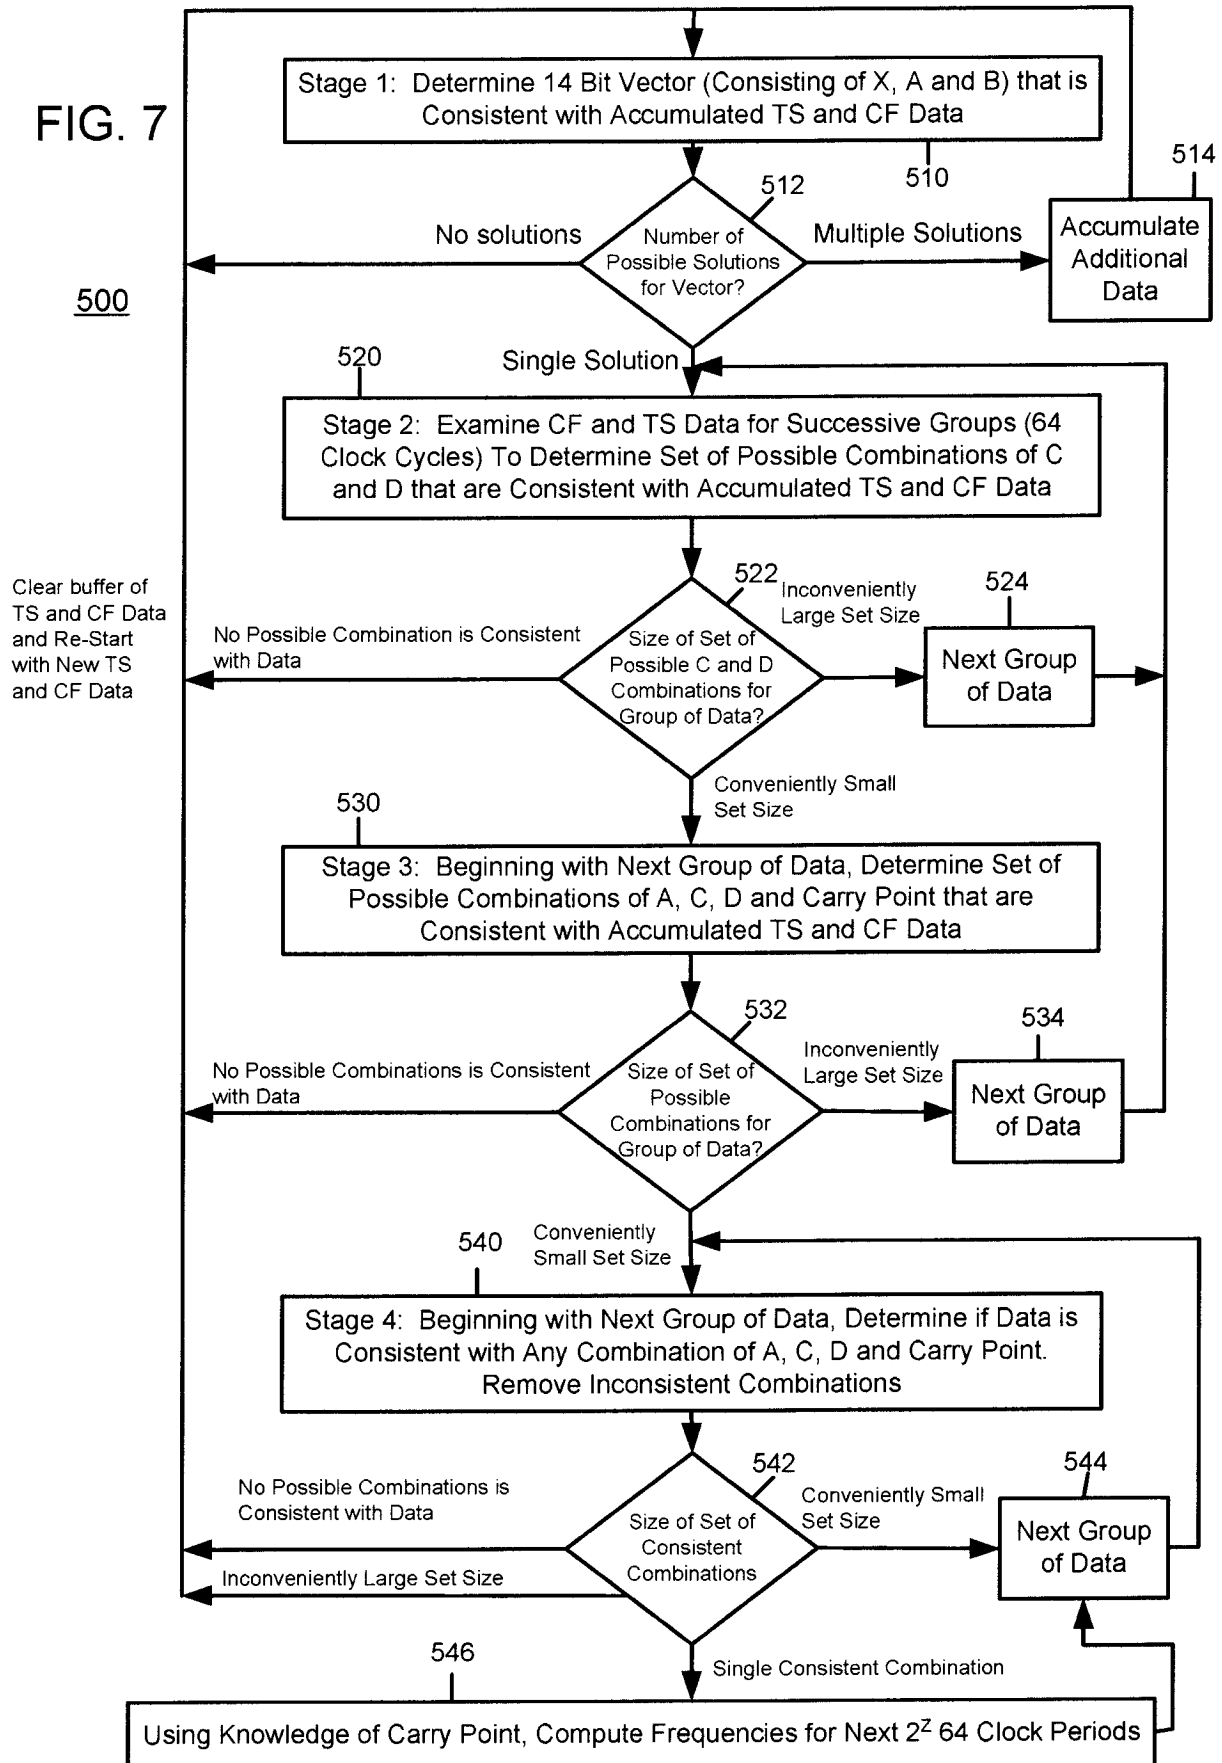 FIG. 7
Stage 1: Determine 14 Bit Vector (Consisting of X, A and B) that is
Consistent with Accumulated TS and CF Data
510
512
514
No solutions
Number of
Possible Solutions
for Vector?
Multiple Solutions
Accumulate
Additional
Data
500
Single Solution
520
Stage 2: Examine CF and TS Data for Successive Groups (64
Clock Cycles) To Determine Set of Possible Combinations of C
and D that are Consistent with Accumulated TS and CF Data
Clear buffer of
TS and CF Data
and Re-Start
with New TS
and CF Data
522
524
No Possible Combination is Consistent
with Data
Size of Set of
Possible C and D
Combinations for
Group of Data?
Inconveniently
Large Set Size
Next Group
of Data
Conveniently Small
Set Size
530
Stage 3: Beginning with Next Group of Data, Determine Set of
Possible Combinations of A, C, D and Carry Point that are
Consistent with Accumulated TS and CF Data
532
534
No Possible Combinations is Consistent
with Data
Size of Set of
Possible
Combinations for
Group of Data?
Inconveniently
Large Set Size
Next Group
of Data
Conveniently
Small Set Size
540
Stage 4: Beginning with Next Group of Data, Determine if Data is
Consistent with Any Combination of A, C, D and Carry Point.
Remove Inconsistent Combinations
542
544
No Possible Combinations is
Consistent with Data
Size of Set of
Consistent
Combinations
Conveniently Small
Set Size
Next Group
of Data
Inconveniently Large Set Size
546
Single Consistent Combination
Using Knowledge of Carry Point, Compute Frequencies for Next 2^Z 64 Clock Periods